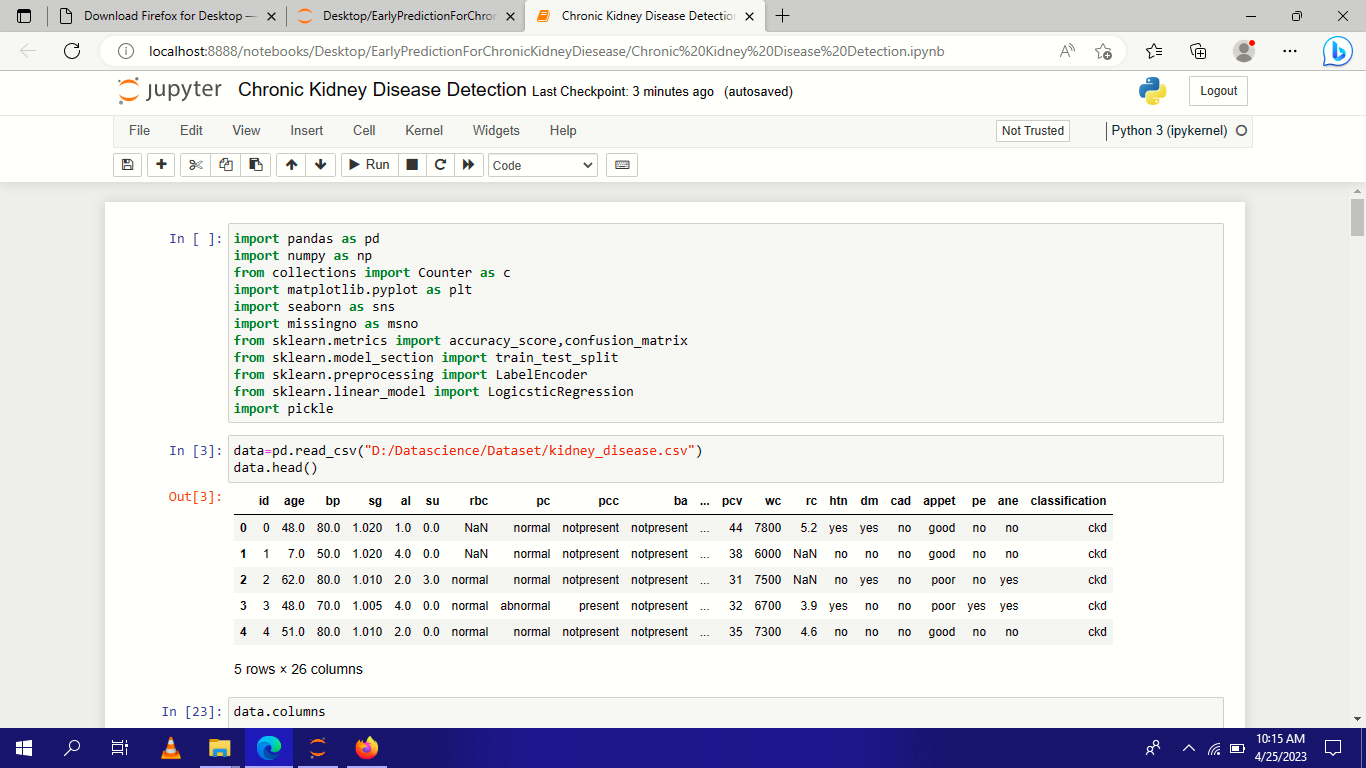 Download Firefox for Desktop —
Desktop/EarlyPredictionForChron
Chronic Kidney Disease Detection
localhost:8888/notebooks/Desktop/EarlyPredictionForChronicKidneyDiesease/Chronic%20Kidney%20Disease%20Detection.ipynb
jupyter Chronic Kidney Disease Detection Last Checkpoint: 3 minutes ago (autosaved)
Logout
File Edit View Insert Cell Kernel Widgets Help
Not Trusted
Python 3 (ipykernel)
Run
Code
In [ ]:
import pandas as pd
import numpy as np
from collections import Counter as c
import matplotlib.pyplot as plt
import seaborn as sns
import missingno as msno
from sklearn.metrics import accuracy_score,confusion_matrix
from sklearn.model_section import train_test_split
from sklearn.preprocessing import LabelEncoder
from sklearn.linear_model import LogicsticRegression
import pickle
In [3]:
data=pd.read_csv("D:/Datascience/Dataset/kidney_disease.csv")
data.head()
Out[3]:
id age bp sg al su rbc pc pcc ba ... pcv wc rc htn dm cad appet pe ane classification
0 0 48.0 80.0 1.020 1.0 0.0 NaN normal notpresent notpresent ... 44 7800 5.2 yes yes no good no no ckd
1 1 7.0 50.0 1.020 4.0 0.0 NaN normal notpresent notpresent ... 38 6000 NaN no no no good no no ckd
2 2 62.0 80.0 1.010 2.0 3.0 normal normal notpresent notpresent ... 31 7500 NaN no yes no poor no yes ckd
3 3 48.0 70.0 1.005 4.0 0.0 normal abnormal present notpresent ... 32 6700 3.9 yes no no poor yes yes ckd
4 4 51.0 80.0 1.010 2.0 0.0 normal normal notpresent notpresent ... 35 7300 4.6 no no no good no no ckd
5 rows × 26 columns
In [23]:
data.columns
10:15 AM
4/25/2023